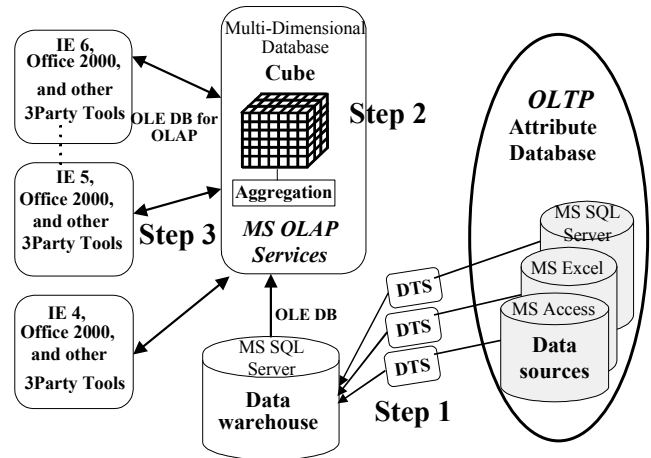 IE 6,
Office 2000,
and other
3Party Tools
IE 5,
Office 2000,
and other
3Party Tools
IE 4,
Office 2000,
and other
3Party Tools
OLE DB for
OLAP
Step 3
Multi-Dimensional
Database
Cube
Step 2
Aggregation
MS OLAP
Services
OLE DB
MS SQL
Server
Data
warehouse
DTS
DTS
DTS
Step 1
OLTP
Attribute
Database
MS SQL
Server
MS Excel
MS Access
Data
sources